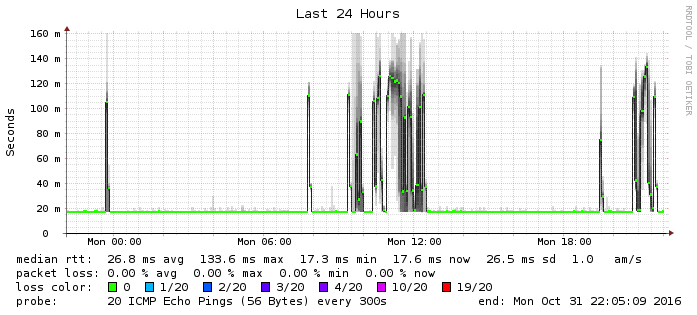 Last 24 Hours
RRDTOOL / TOBI OETIKER
Seconds
160 m
140 m
120 m
100 m
80 m
60 m
40 m
20 m
0
Mon 00:00 Mon 06:00 Mon 12:00 Mon 18:00
median rtt: 26.8 ms avg 133.6 ms max 17.3 ms min 17.6 ms now 26.5 ms sd 1.0 am/s
packet loss: 0.00 % avg 0.00 % max 0.00 % min 0.00 % now
loss color: 0 1/20 2/20 3/20 4/20 10/20 19/20
probe: 20 ICMP Echo Pings (56 Bytes) every 300s end: Mon Oct 31 22:05:09 2016